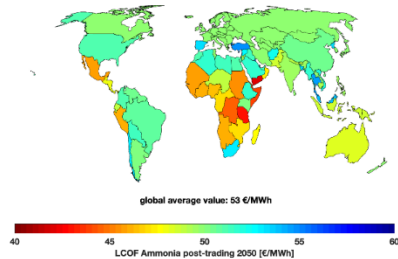 global average value: 53 €/MWh
40 45 50 55 60
LCOF Ammonia post-trading 2050 [€/MWh]